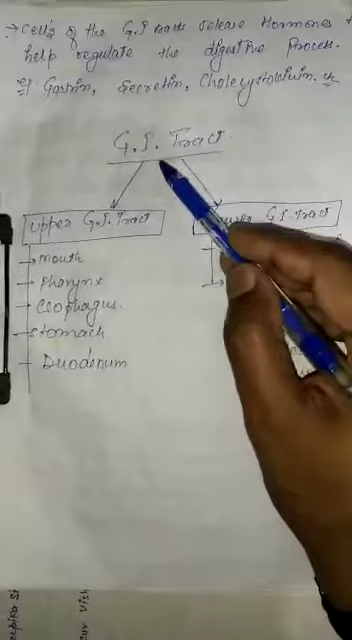 → Cells of the G.I tract release Hormones t
help regulate the digestive Process.
eg Gastrin, Secretin, Cholecystokinin. etc
G.I. Tract.
Upper G.I.Tract
G.I.Tract
→ Mouth
→ Pharynx
→ Eeophagus.
→ Stomach
Duodenum